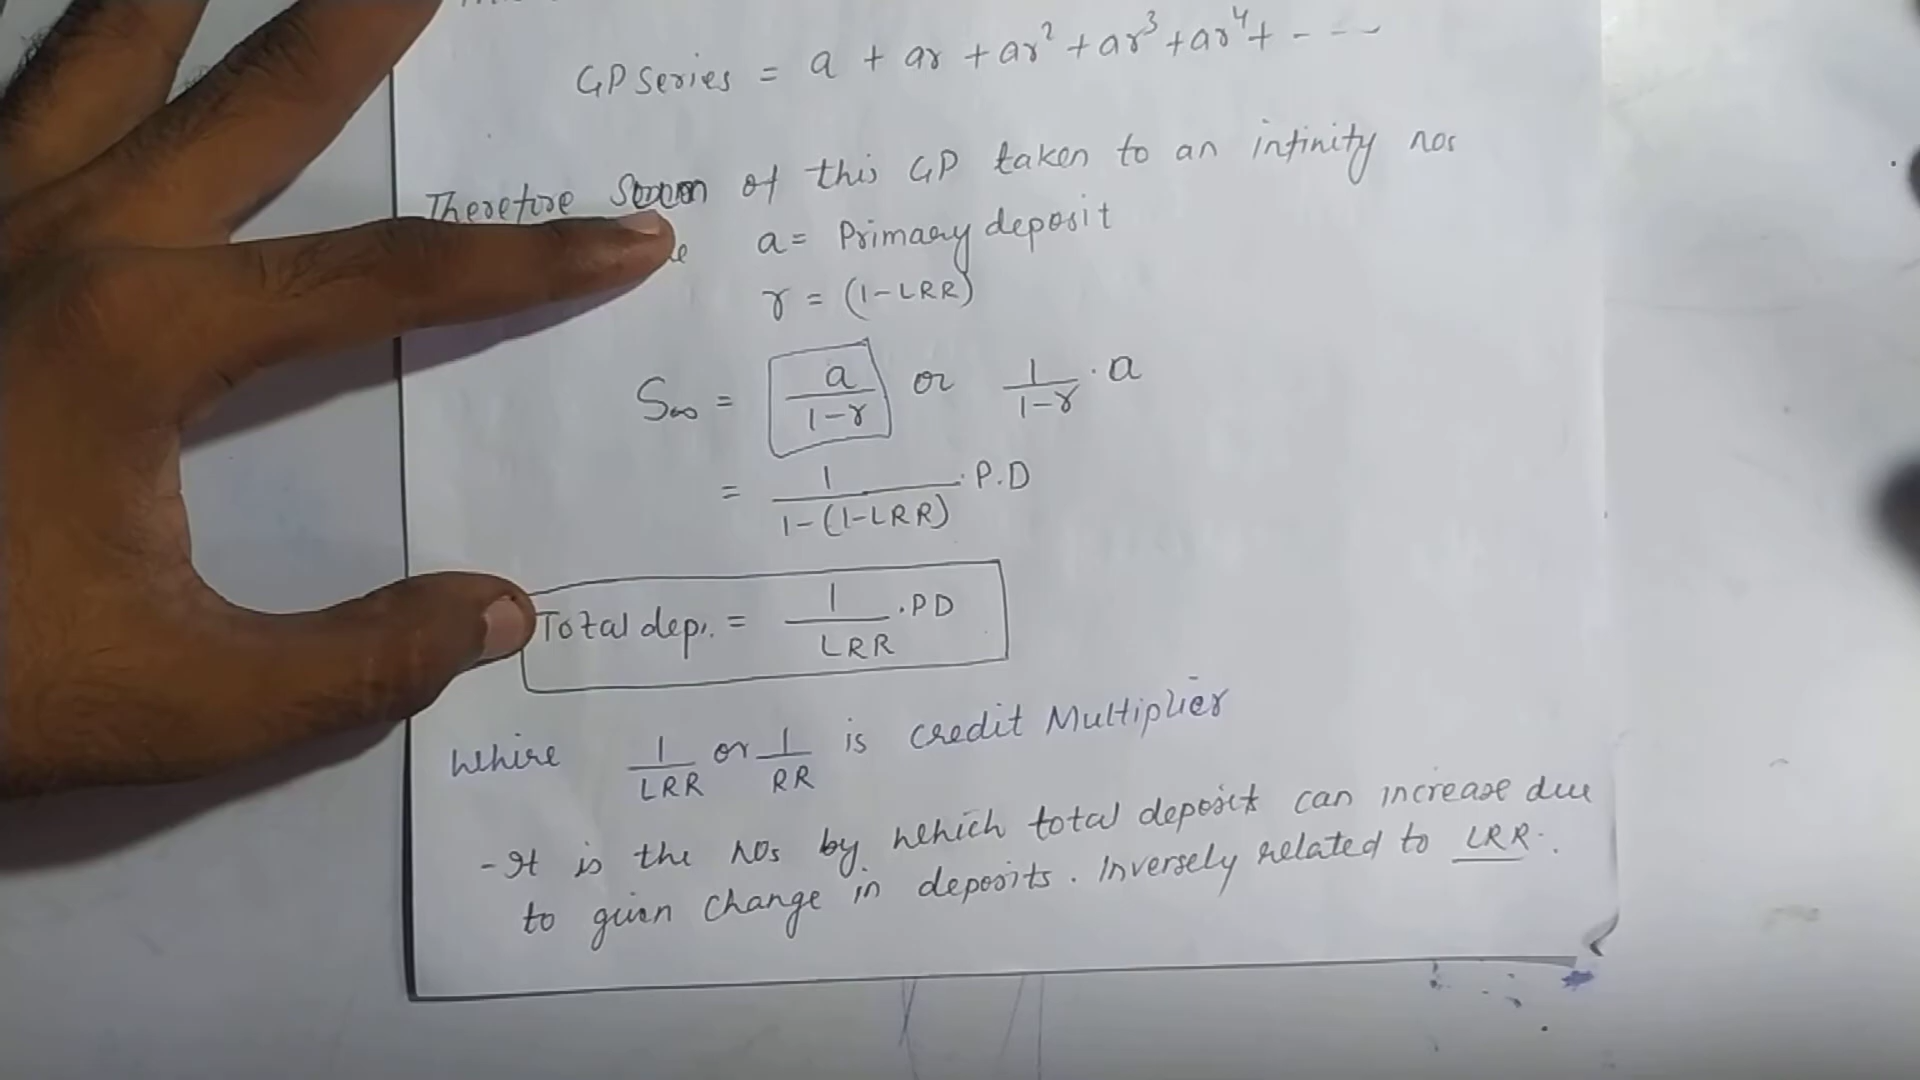 GP Series = a + ar + ar² + ar³ + ar⁴ + - - -
Therefore of this GP taken to an infinity nos
a = Primary deposit
r = (1-LRR)
S∞ = a/1-r or 1/1-r · a
= 1/1-(1-LRR) · P.D
Total dep. = 1/LRR . PD
Where 1/LRR or 1/RR is credit Multiplier
- It is the NOs by which total deposit can increase due
to given change in deposits. Inversely related to LRR.